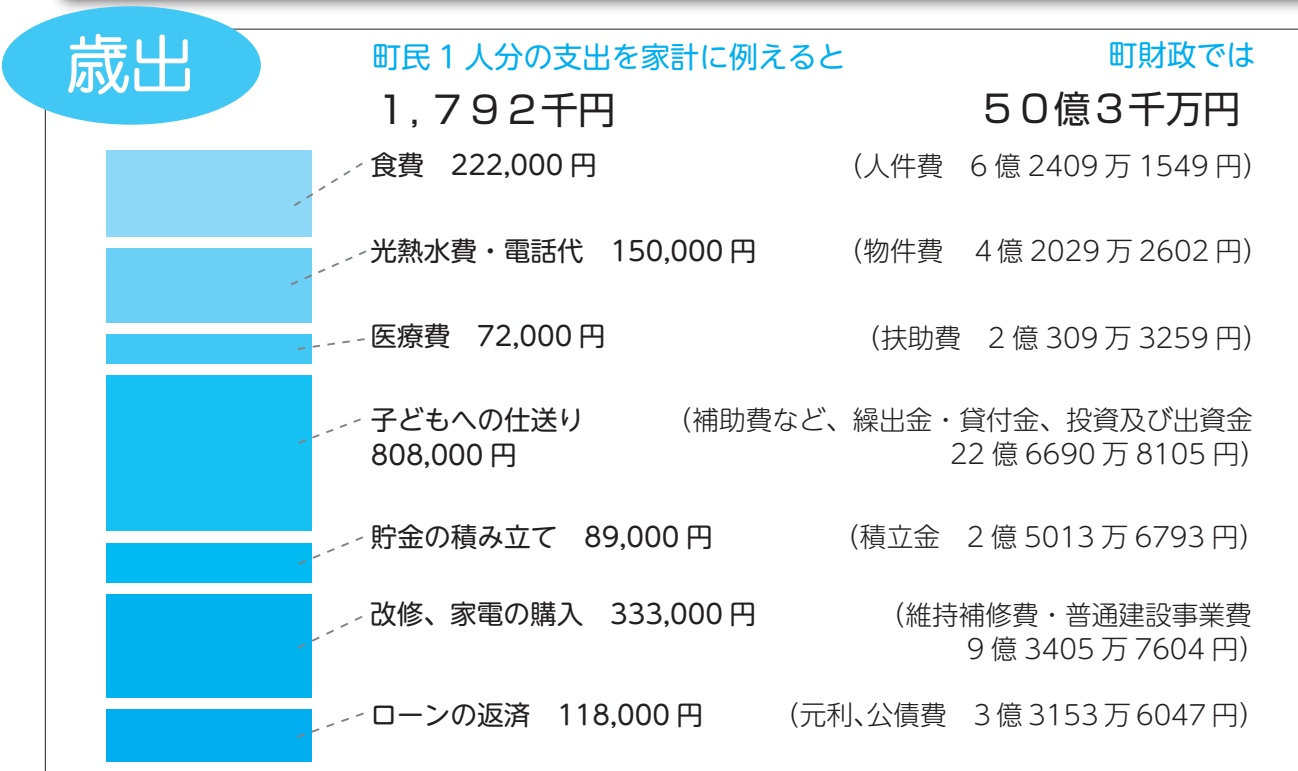 歳出
町民１人分の支出を家計に例えると 町財政では
１，７９２千円 ５０億３千万円
食費 222,000 円 （人件費 ６億 2409 万 1549 円）
光熱水費・電話代 150,000 円 （物件費 ４億 2029 万 2602 円）
医療費 72,000 円 （扶助費 ２億 309 万 3259 円）
子どもへの仕送り （補助費など、繰出金・貸付金、投資及び出資金
808,000 円 22 億 6690 万 8105 円）
貯金の積み立て 89,000 円 （積立金 ２億 5013 万 6793 円）
改修、家電の購入 333,000 円 （維持補修費・普通建設事業費
９億 3405 万 7604 円）
ローンの返済 118,000 円 （元利、公債費 ３億 3153 万 6047 円）